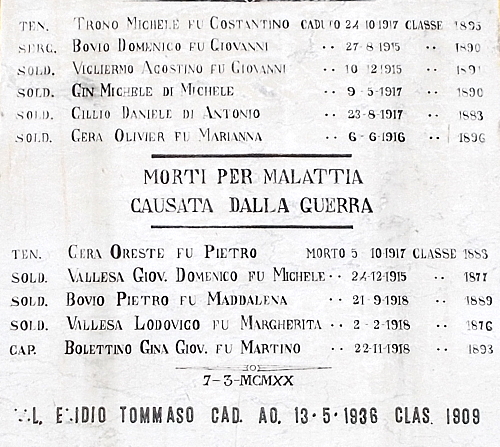 TEN. TRONO MICHELE FU COSTANTINO CADUTO 24-10-1917 CLASSE 1895
SERG. BOVIO DOMENICO FU GIOVANNI .. 27-8-1915 .. 1890
SOLD. VIGLIERMO AGOSTINO FU GIOVANNI .. 10-12-1915 .. 1891
SOLD. GIN MICHELE DI MICHELE .. 9-5-1917 .. 1890
SOLD. GILLIO DANIELE DI ANTONIO .. 23-8-1917 .. 1883
SOLD. GERA OLIVIER FU MARIANNA .. 6-6-1916 .. 1896
MORTI PER MALATTIA
CAUSATA DALLA GUERRA
TEN. GERA ORESTE FU PIETRO MORTO 5-10-1917 CLASSE 1883
SOLD. VALLESA GIOV. DOMENICO FU MICHELE .. 24-12-1915 .. 1877
SOLD. BOVIO PIETRO FU MADDALENA .. 21-9-1918 .. 1889
SOLD. VALLESA LODOVICO FU MARGHERITA .. 2-2-1918 .. 1876
CAP. BOLETTINO GINA GIOV. FU MARTINO .. 22-11-1918 .. 1893
7-3-MCMXX
TOMMASO CAD. AO. 13-5-1936 CLAS. 1909